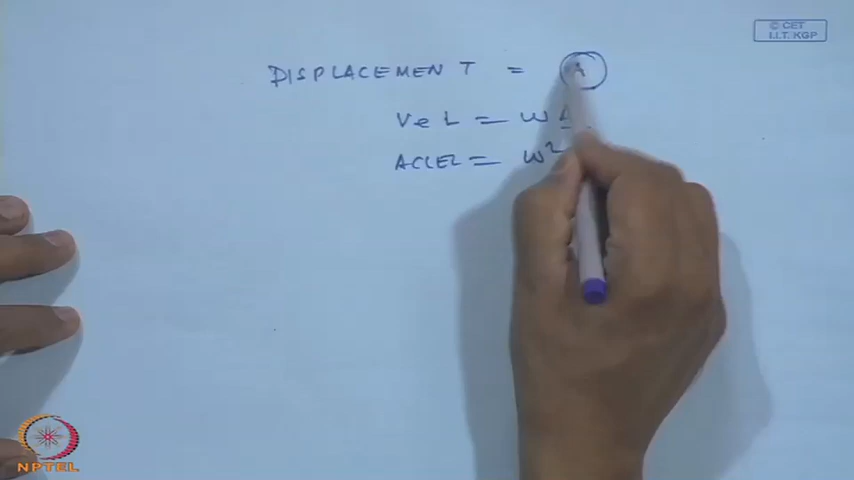 © CET
I.I.T. KGP
DISPLACEMENT = A
Vel = ωA
ACCEL = ω²
NPTEL